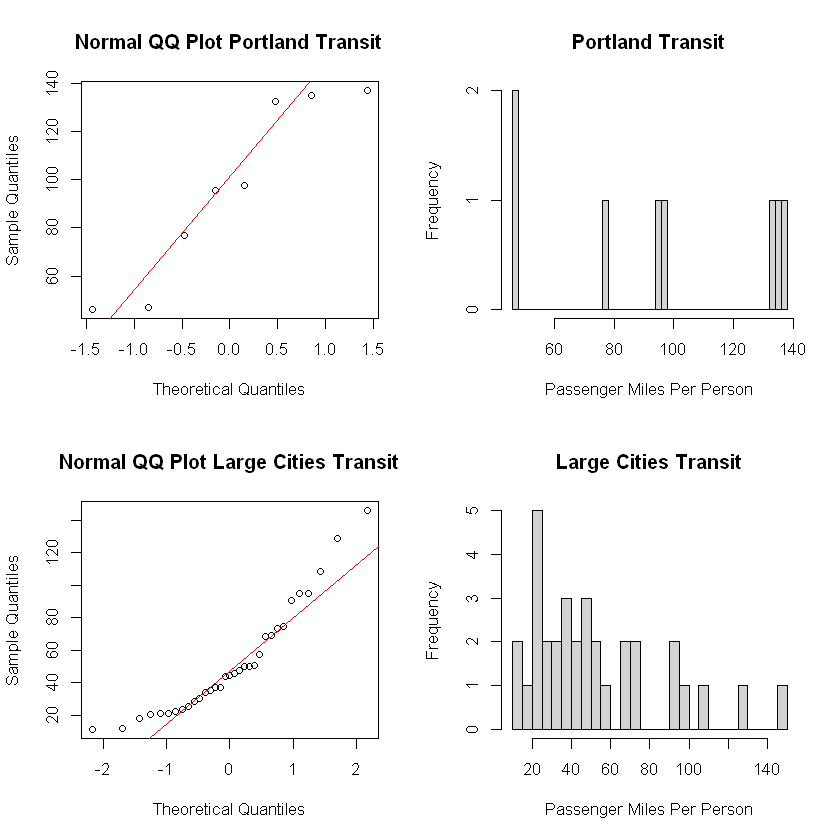 Normal QQ Plot Portland Transit
Sample Quantiles
60 80 100 120 140
-1.5 -1.0 -0.5 0.0 0.5 1.0 1.5
Theoretical Quantiles
Portland Transit
Frequency
0 1 2
60 80 100 120 140
Passenger Miles Per Person
Normal QQ Plot Large Cities Transit
Sample Quantiles
20 40 60 80 120
-2 -1 0 1 2
Theoretical Quantiles
Large Cities Transit
Frequency
0 1 2 3 4 5
20 40 60 80 100 140
Passenger Miles Per Person